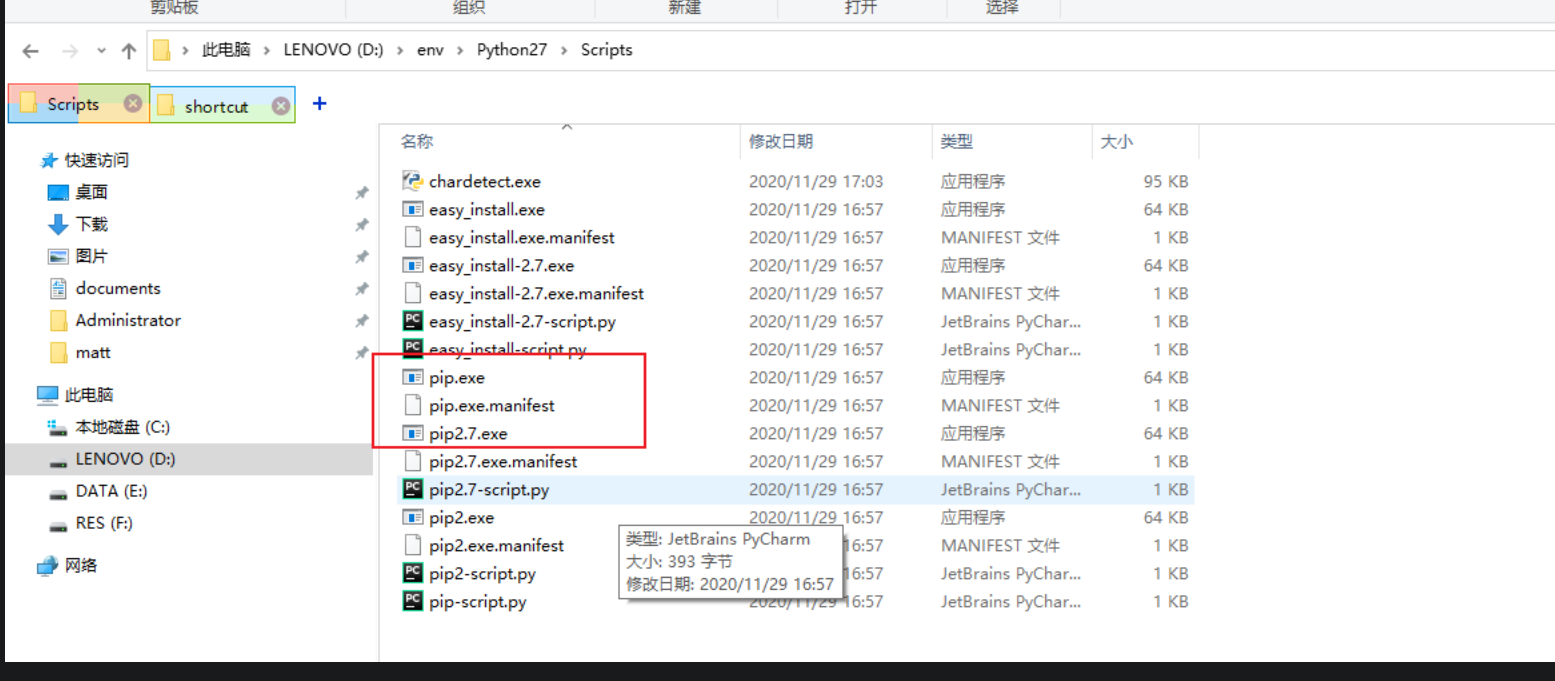 剪贴板 组织 新建 打开 选择
此电脑 LENOVO (D:) env Python27 Scripts
Scripts shortcut +
名称 修改日期 类型 大小
快速访问
桌面
下载
图片
documents
Administrator
matt
此电脑
本地磁盘 (C:)
LENOVO (D:)
DATA (E:)
RES (F:)
网络
chardetect.exe 2020/11/29 17:03 应用程序 95 KB
easy_install.exe 2020/11/29 16:57 应用程序 64 KB
easy_install.exe.manifest 2020/11/29 16:57 MANIFEST 文件 1 KB
easy_install-2.7.exe 2020/11/29 16:57 应用程序 64 KB
easy_install-2.7.exe.manifest 2020/11/29 16:57 MANIFEST 文件 1 KB
easy_install-2.7-script.py 2020/11/29 16:57 JetBrains PyChar... 1 KB
easy_install-script.py 2020/11/29 16:57 JetBrains PyChar... 1 KB
pip.exe 2020/11/29 16:57 应用程序 64 KB
pip.exe.manifest 2020/11/29 16:57 MANIFEST 文件 1 KB
pip2.7.exe 2020/11/29 16:57 应用程序 64 KB
pip2.7.exe.manifest 2020/11/29 16:57 MANIFEST 文件 1 KB
pip2.7-script.py 2020/11/29 16:57 JetBrains PyChar... 1 KB
pip2.exe 2020/11/29 16:57 应用程序 64 KB
pip2.exe.manifest 16:57 MANIFEST 文件 1 KB
pip2-script.py 16:57 JetBrains PyChar... 1 KB
pip-script.py 2020/11/29 16:57 JetBrains PyChar... 1 KB
类型: JetBrains PyCharm
大小: 393 字节
修改日期: 2020/11/29 16:57